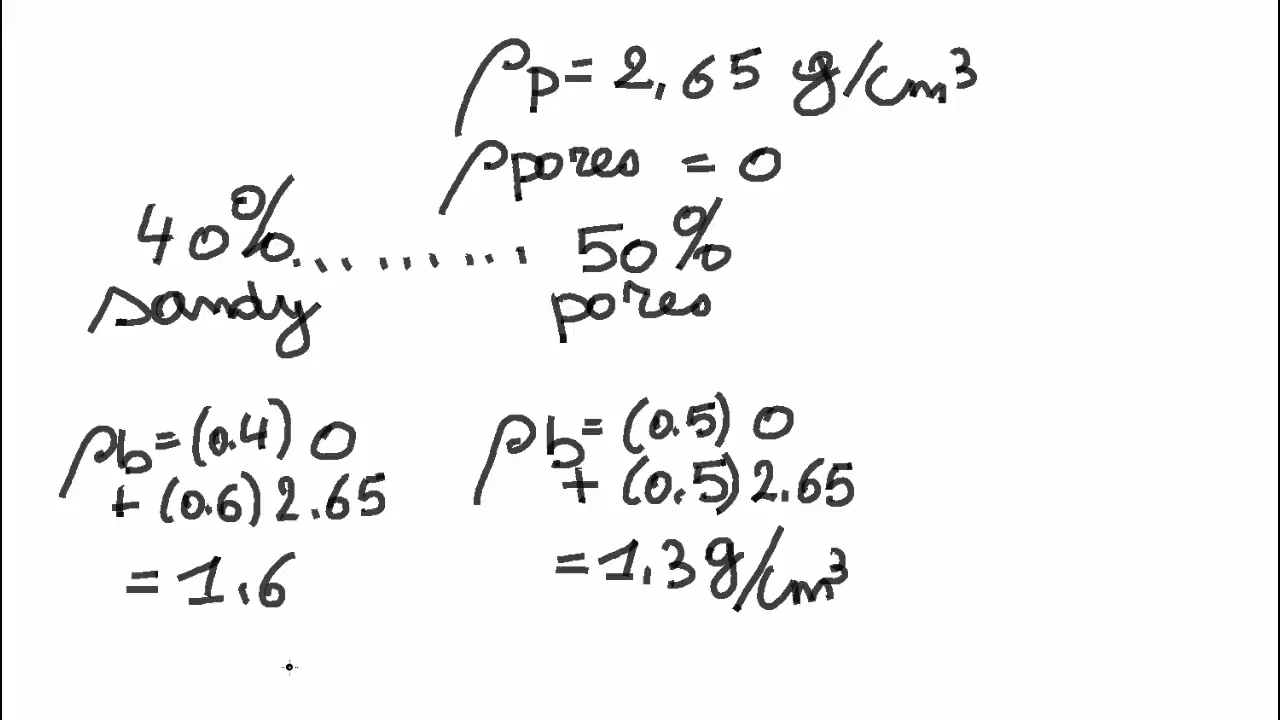 ρp = 2,65 g/cm³
ρpores = 0
40% ......... 50%
sandy pores
ρb = (0.4) 0
+ (0.6) 2.65
= 1.6
ρb = (0.5) 0
+ (0.5) 2.65
= 1.3 g/cm³